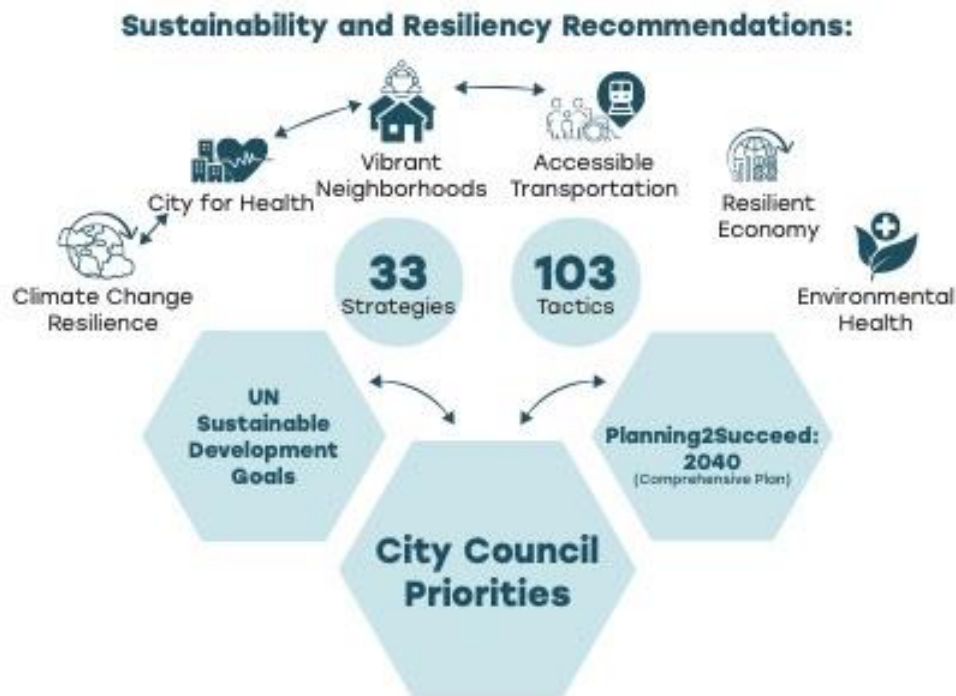 Sustainability and Resiliency Recommendations:
Vibrant
Neighborhoods
Accessible
Transportation
City for Health
Resilient
Economy
Climate Change
Resilience
33
Strategies
103
Tactics
Environmental
Health
UN
Sustainable
Development
Goals
Planning2Succeed:
2040
(Comprehensive Plan)
City Council
Priorities